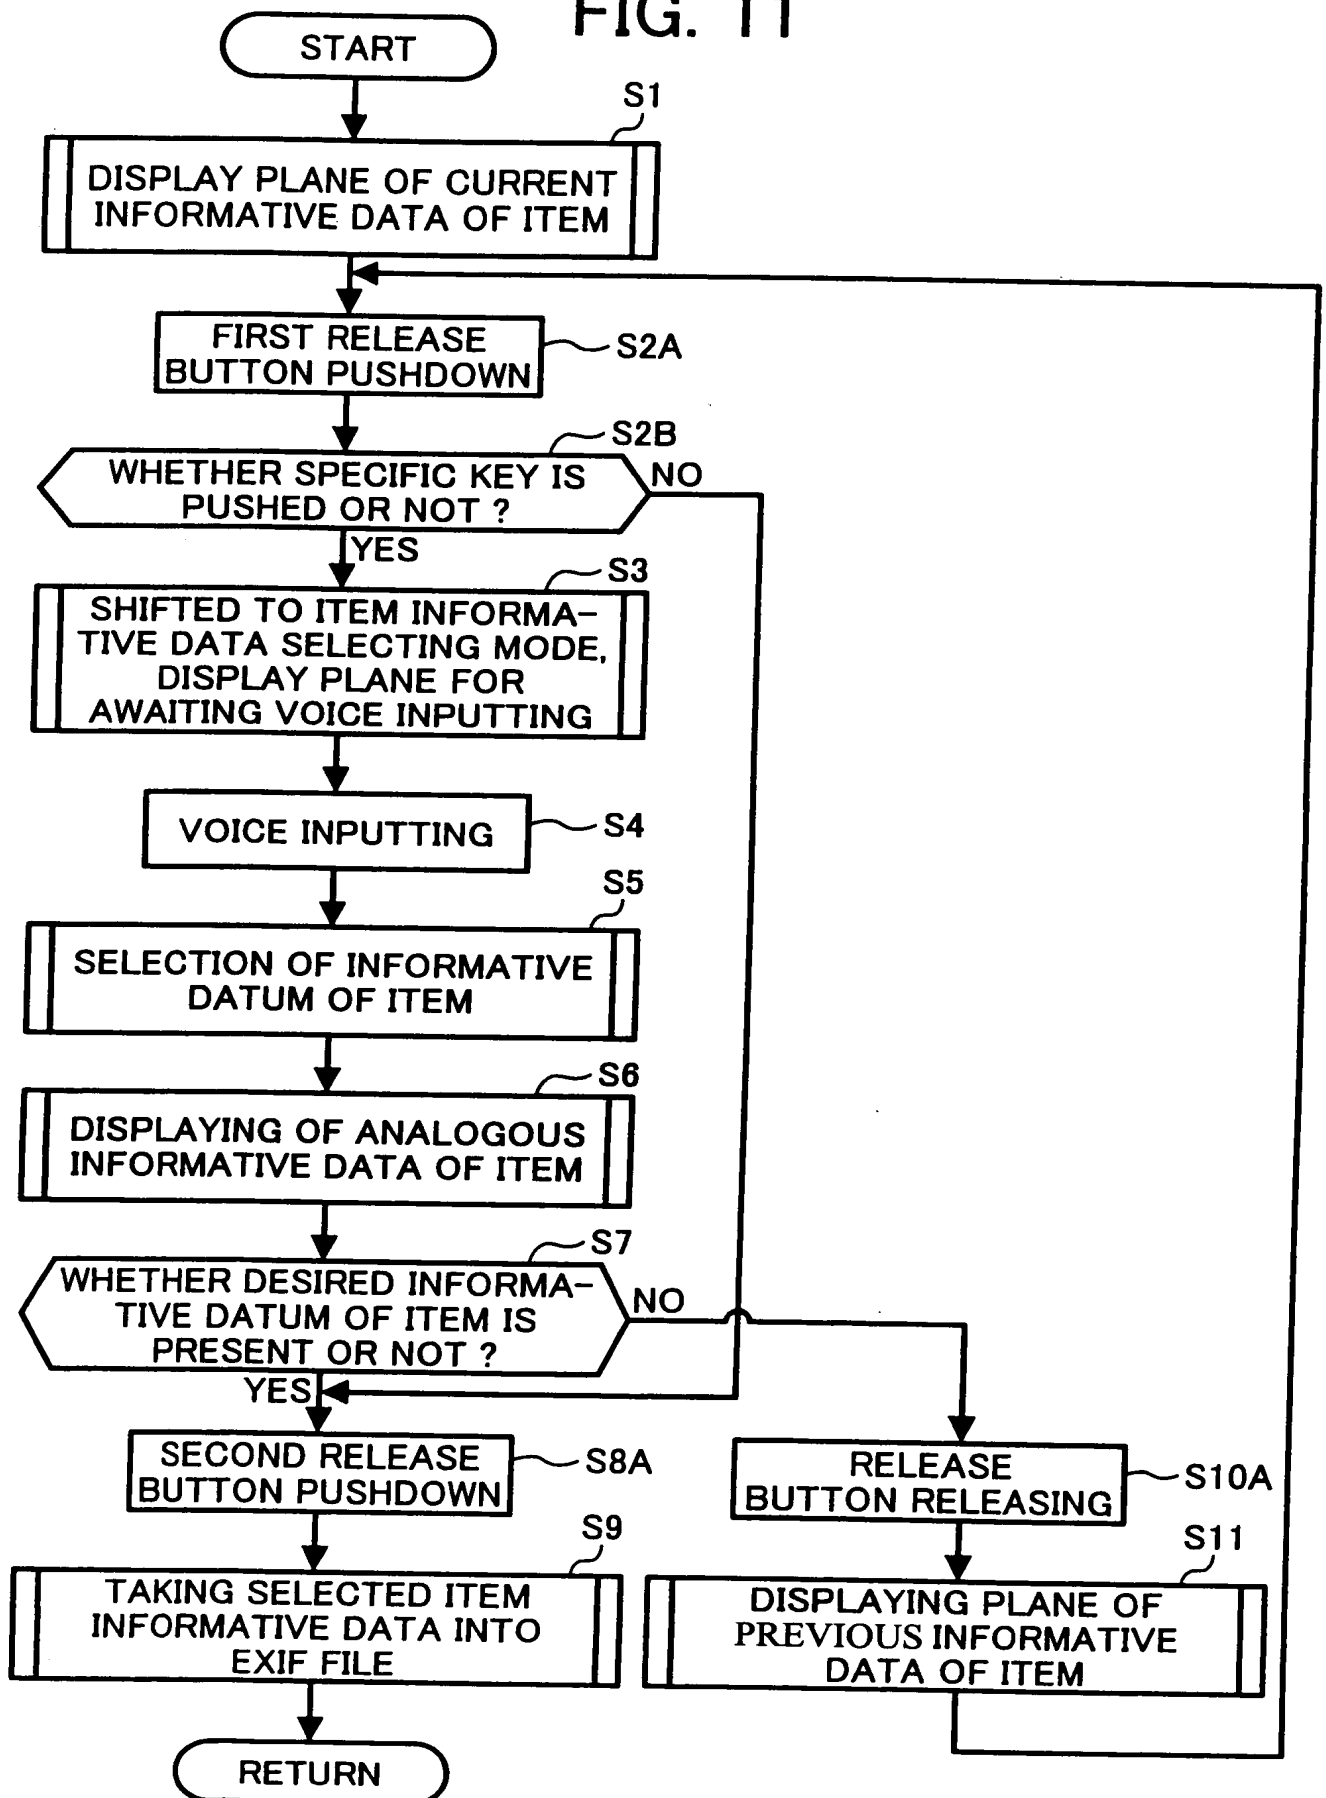 FIG. 11
START
S1
DISPLAY PLANE OF CURRENT
INFORMATIVE DATA OF ITEM
FIRST RELEASE
BUTTON PUSHDOWN
S2A
S2B
WHETHER SPECIFIC KEY IS
PUSHED OR NOT ?
NO
YES
S3
SHIFTED TO ITEM INFORMA-
TIVE DATA SELECTING MODE,
DISPLAY PLANE FOR
AWAITING VOICE INPUTTING
VOICE INPUTTING
S4
S5
SELECTION OF INFORMATIVE
DATUM OF ITEM
S6
DISPLAYING OF ANALOGOUS
INFORMATIVE DATA OF ITEM
S7
WHETHER DESIRED INFORMA-
TIVE DATUM OF ITEM IS
PRESENT OR NOT ?
NO
YES
SECOND RELEASE
BUTTON PUSHDOWN
S8A
RELEASE
BUTTON RELEASING
S10A
S9
TAKING SELECTED ITEM
INFORMATIVE DATA INTO
EXIF FILE
S11
DISPLAYING PLANE OF
PREVIOUS INFORMATIVE
DATA OF ITEM
RETURN